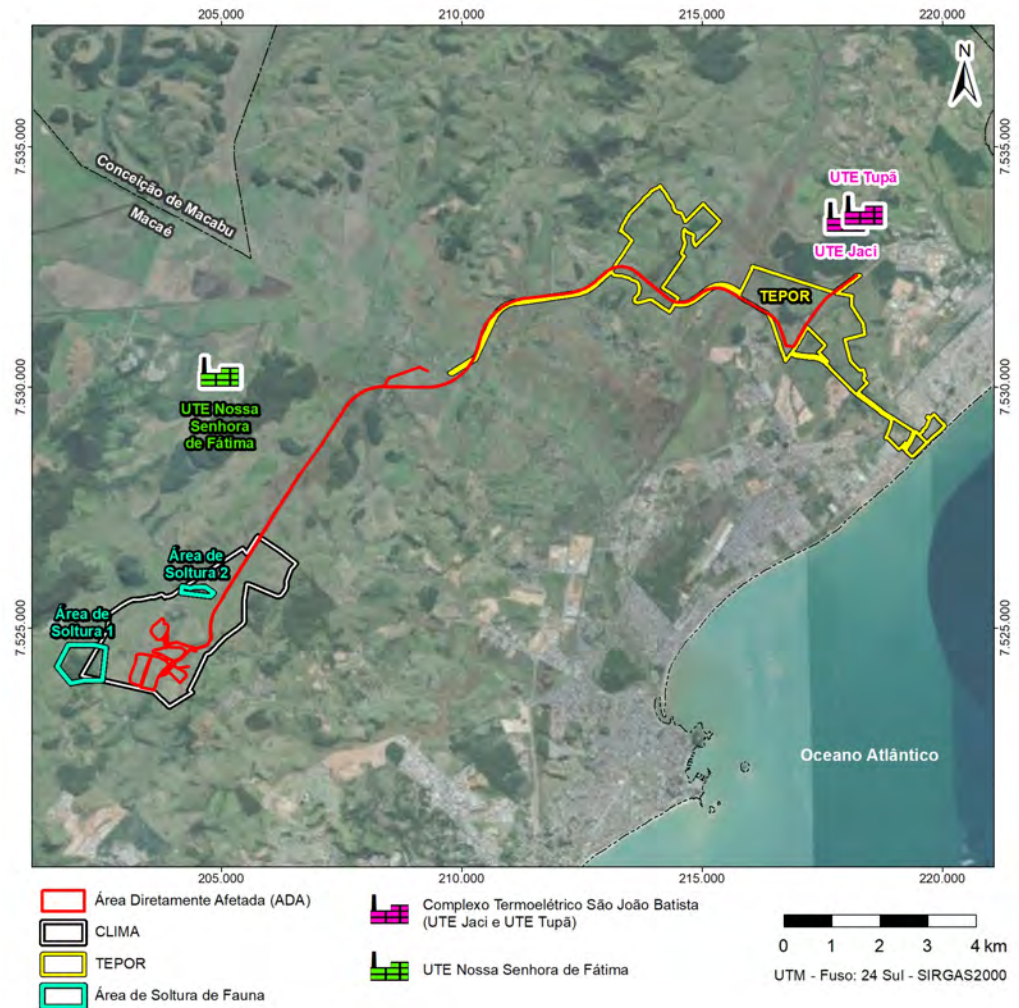 205.000
210.000
215.000
220.000
N
7.535.000
7.535.000
Conceição de Macabu
Macaé
UTE Tupã
UTE Jaci
TEPOR
7.530.000
7.530.000
UTE Nossa
Senhora
de Fátima
Área de
Soltura 2
Área de
Soltura 1
7.525.000
7.525.000
Oceano Atlântico
205.000
210.000
215.000
220.000
Área Diretamente Afetada (ADA)
CLIMA
TEPOR
Área de Soltura de Fauna
Complexo Termoelétrico São João Batista
(UTE Jaci e UTE Tupã)
UTE Nossa Senhora de Fátima
0 1 2 3 4 km
UTM - Fuso: 24 Sul - SIRGAS2000